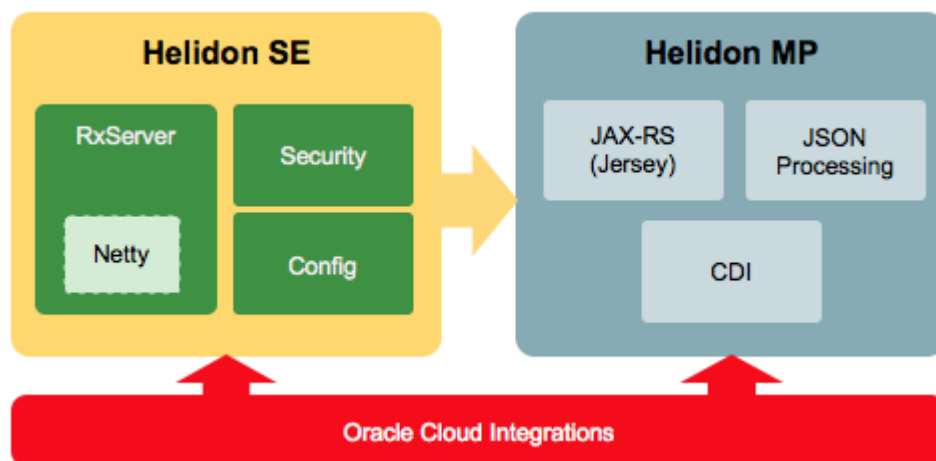 Helidon SE
RxServer
Netty
Security
Config
Helidon MP
JAX-RS
(Jersey)
JSON
Processing
CDI
Oracle Cloud Integrations